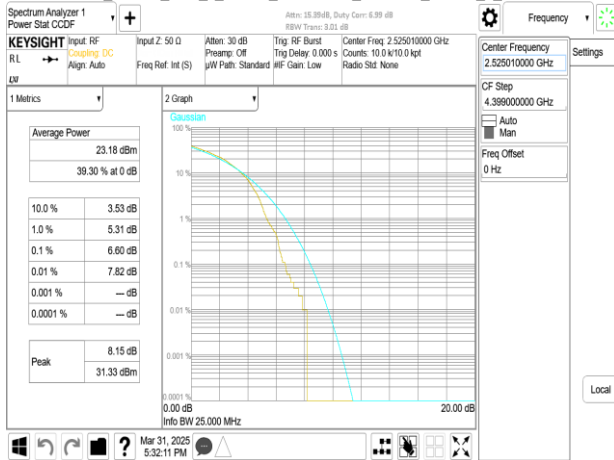 Spectrum Analyzer 1
Power Stat CCDF
Attn: 15.39dB, Duty Corr: 6.99 dB
RBW Trann: 3.01 dB
Frequency
KEYSIGHT
RL
Input: RF
Coupling: DC
Align: Auto
Input Z: 50 Ω
Freq Ref: Int (S)
Atten: 30 dB
Preamp: Off
µW Path: Standard
Trig: RF Burst
Trig Delay: 0.000 s
#IF Gain: Low
Center Freq: 2.525010000 GHz
Counts: 10.0 k/10.0 kpt
Radio Std: None
LXI
Center Frequency
2.525010000 GHz
Settings
CF Step
4.399000000 GHz
Auto
Man
Freq Offset
0 Hz
1 Metrics
Average Power
23.18 dBm
39.30 % at 0 dB
10.0 % 3.53 dB
1.0 % 5.31 dB
0.1 % 6.60 dB
0.01 % 7.82 dB
0.001 % --- dB
0.0001 % --- dB
Peak
8.15 dB
31.33 dBm
2 Graph
Gaussian
100 %
10 %
1 %
0.1 %
0.01 %
0.001 %
0.0001 %
0.00 dB 20.00 dB
Info BW 25.000 MHz
Local
?
Mar 31, 2025
5:32:11 PM